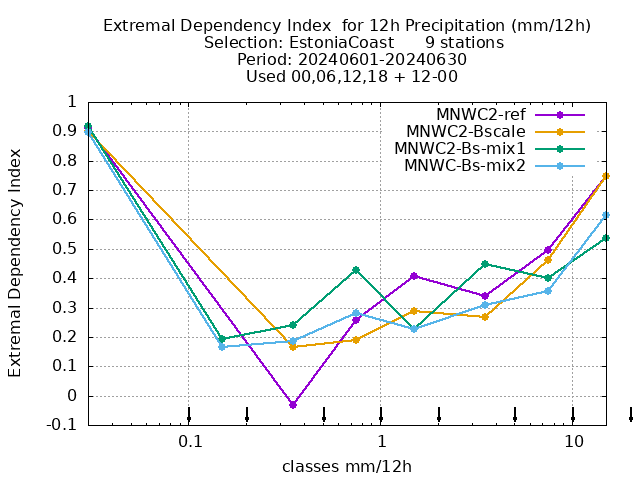 Extremal Dependency Index  for 12h Precipitation (mm/12h)
Selection: EstoniaCoast      9 stations
Period: 20240601-20240630
Used 00,06,12,18 + 12-00
MNWC2-ref
MNWC2-Bscale
MNWC2-Bs-mix1
MNWC-Bs-mix2
Extremal Dependency Index
1
0.9
0.8
0.7
0.6
0.5
0.4
0.3
0.2
0.1
0
-0.1
0.1
1
10
classes mm/12h